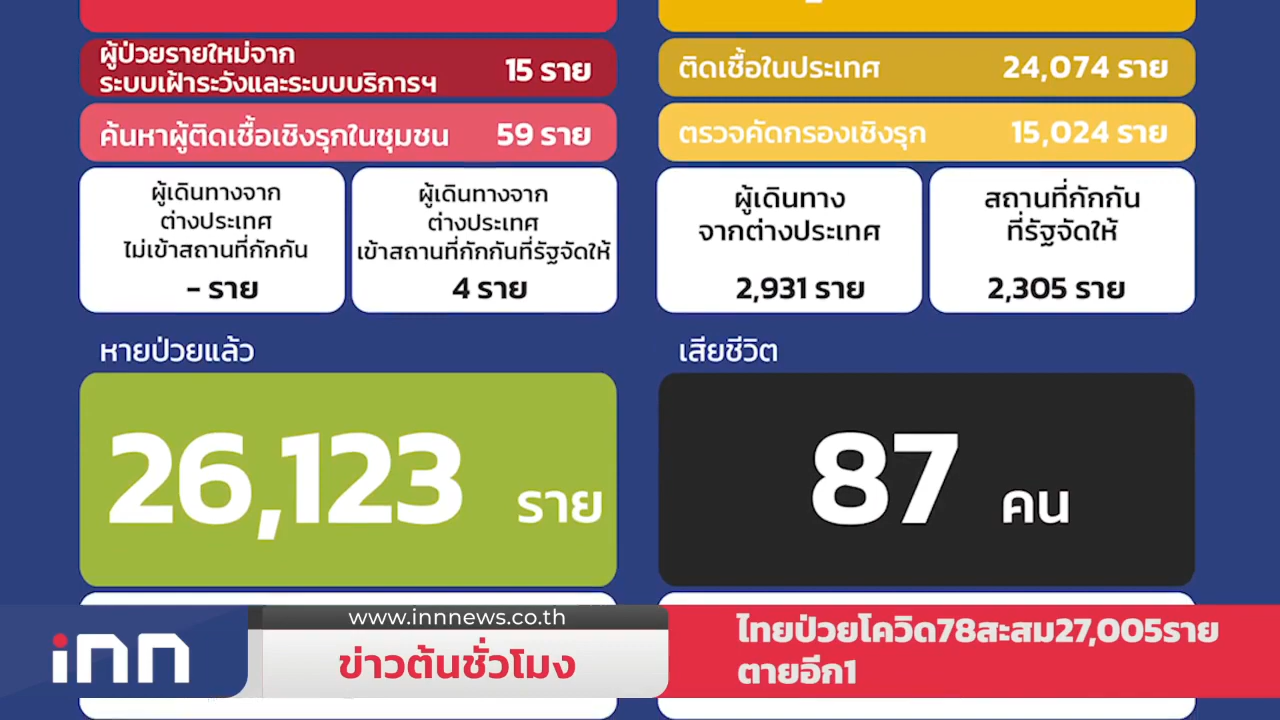 ผู้ป่วยรายใหม่จาก
ระบบเฝ้าระวังและระบบบริการฯ
15 ราย
ค้นหาผู้ติดเชื้อเชิงรุกในชุมชน
59 ราย
ผู้เดินทางจาก
ต่างประเทศ
ไม่เข้าสถานที่กักกัน
- ราย
ผู้เดินทางจาก
ต่างประเทศ
เข้าสถานที่กักกันที่รัฐจัดให้
4 ราย
ติดเชื้อในประเทศ
24,074 ราย
ตรวจคัดกรองเชิงรุก
15,024 ราย
ผู้เดินทาง
จากต่างประเทศ
2,931 ราย
สถานที่กักกัน
ที่รัฐจัดให้
2,305 ราย
หายป่วยแล้ว
26,123 ราย
เสียชีวิต
87 คน
inn
www.innnews.co.th
ข่าวต้นชั่วโมง
ไทยป่วยโควิด78สะสม27,005ราย
ตายอีก1